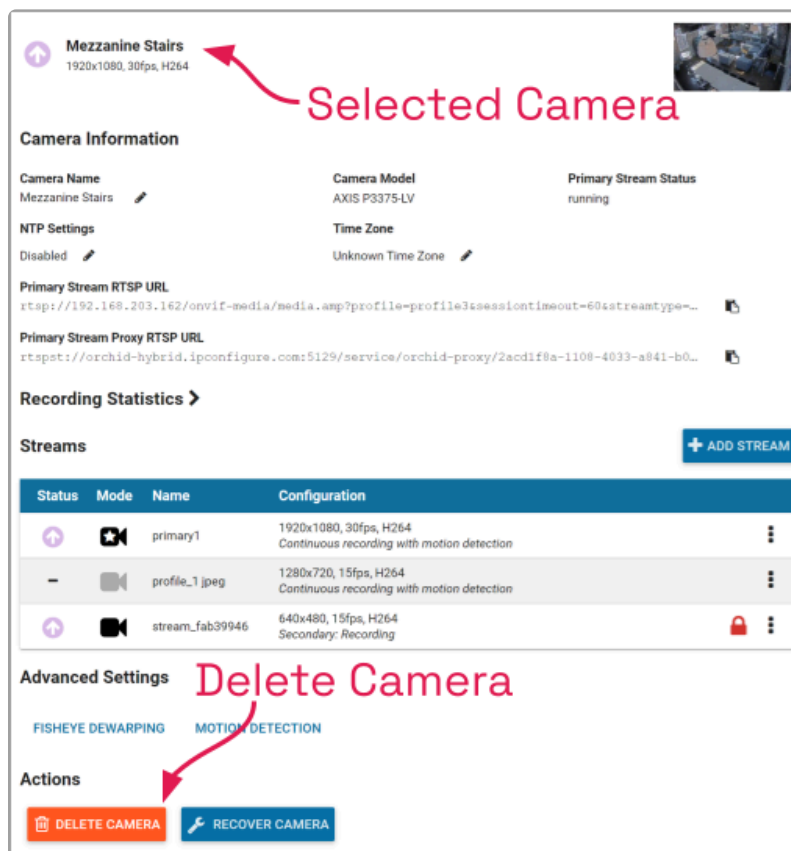 Mezzanine Stairs
1920x1080, 30fps, H264
Selected Camera
Camera Information
Camera Name Camera Model Primary Stream Status
Mezzanine Stairs AXIS P3375-LV running
NTP Settings Time Zone
Disabled Unknown Time Zone
Primary Stream RTSP URL
rtsp://192.168.203.162/onvif-media/media.amp?profile=profile3&sessiontimeout=60&streamtype=…
Primary Stream Proxy RTSP URL
rtspst://orchid-hybrid.ipconfigure.com:5129/service/orchid-proxy/2acd1f8a-1108-4033-a841-b0…
Recording Statistics
Streams
ADD STREAM
Status Mode Name Configuration
primary1 1920x1080, 30fps, H264
Continuous recording with motion detection
profile_1 jpeg 1280x720, 15fps, H264
Continuous recording with motion detection
stream_fab39946 640x480, 15fps, H264
Secondary: Recording
Advanced Settings
Delete Camera
FISHEYE DEWARPING MOTION DETECTION
Actions
DELETE CAMERA RECOVER CAMERA